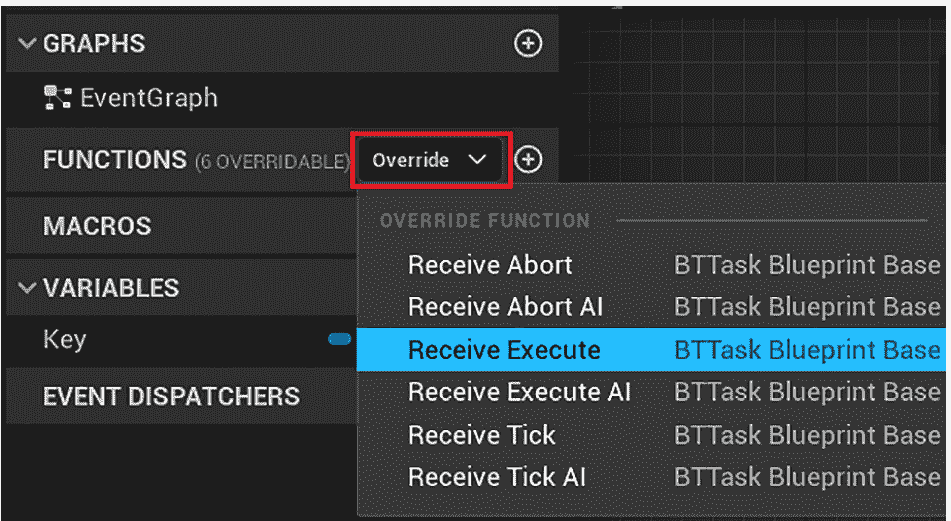 GRAPHS
EventGraph
FUNCTIONS (6 OVERRIDABLE) Override
OVERRIDE FUNCTION
MACROS
Receive Abort BTTask Blueprint Base
VARIABLES
Receive Abort AI BTTask Blueprint Base
Key
Receive Execute BTTask Blueprint Base
EVENT DISPATCHERS
Receive Execute AI BTTask Blueprint Base
Receive Tick BTTask Blueprint Base
Receive Tick AI BTTask Blueprint Base